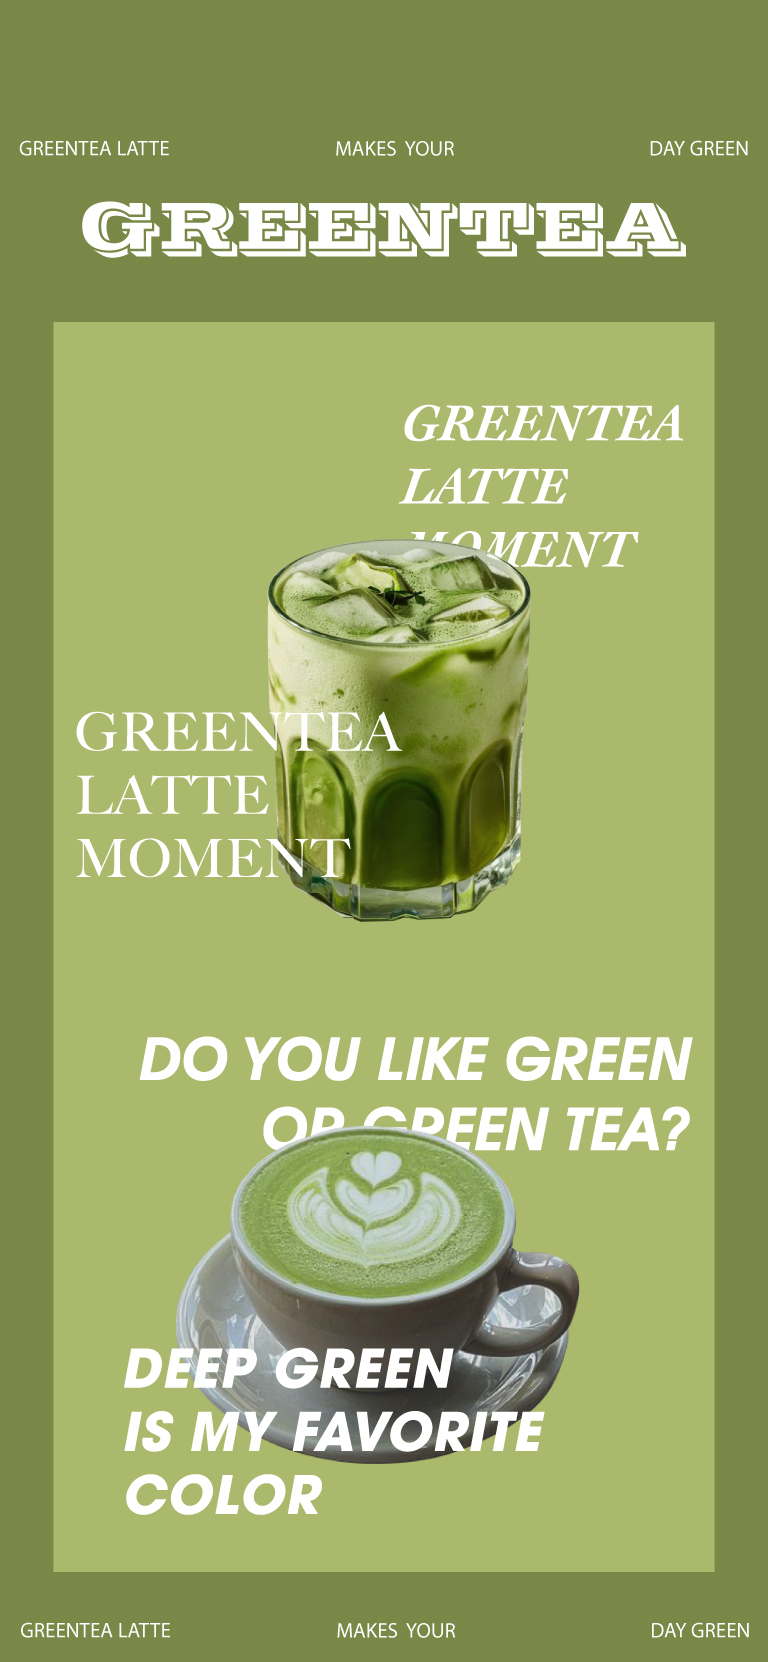 GREENTEA LATTE MAKES YOUR DAY GREEN
GREENTEA
GREENTEA
LATTE
MOMENT
GREENTEA
LATTE
MOMENT
DO YOU LIKE GREEN
OR GREEN TEA?
DEEP GREEN
IS MY FAVORITE
COLOR
GREENTEA LATTE MAKES YOUR DAY GREEN